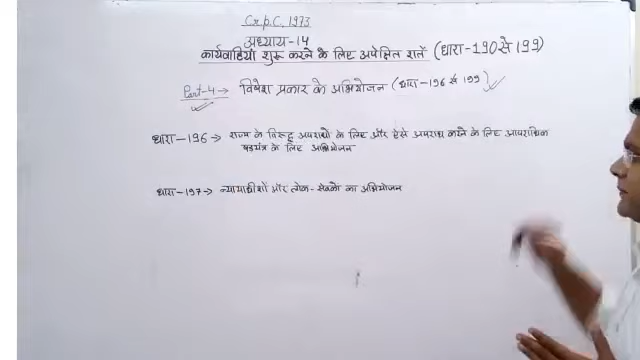 Cr.p.C. 1973
अध्याय-14
कार्यवाहियाँ शुरू करने के लिए अपेक्षित शर्तें (धारा-190 से 199)
Part-4 → विशेष प्रकार के अभियोजन (धारा-196 से 199)
धारा-196 → राज्य के विरुद्ध अपराधों के लिए और ऐसे अपराध करने के लिए आपराधिक
षड्यंत्र के लिए अभियोजन
धारा-197 → न्यायाधीशों और लोक-सेवकों का अभियोजन